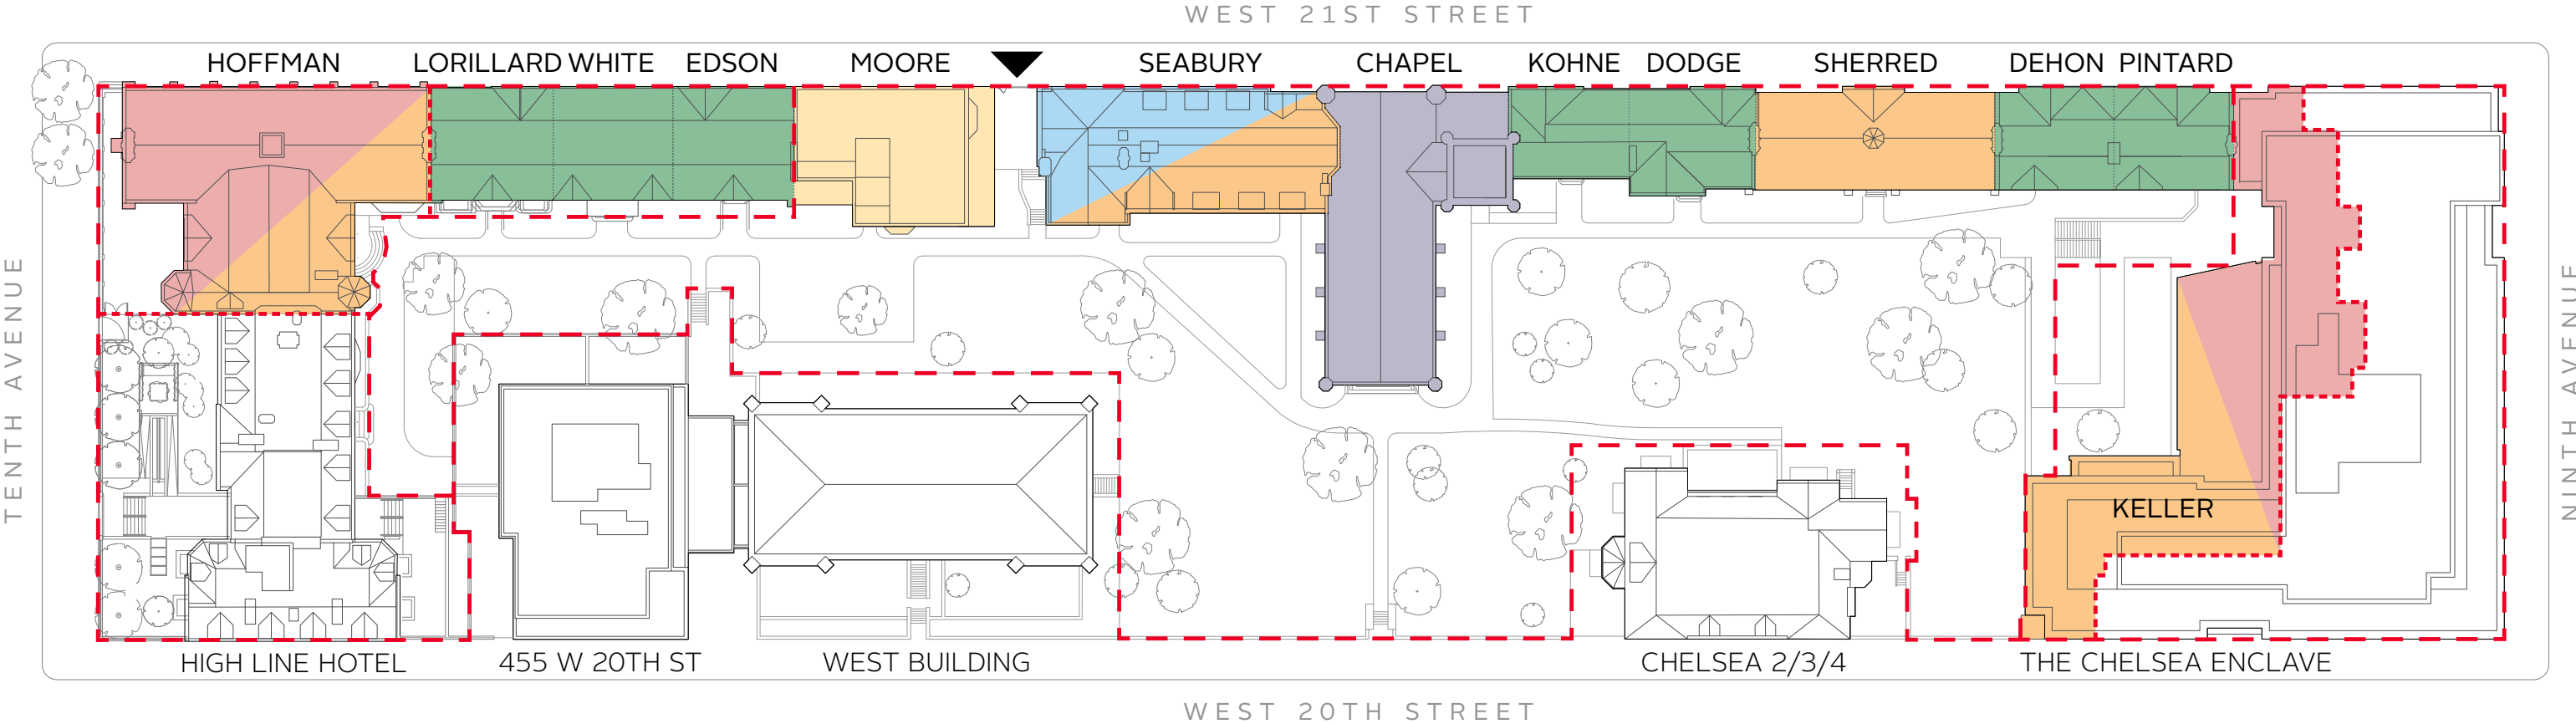 WEST 21ST STREET
HOFFMAN
LORILLARD WHITE EDSON
MOORE
SEABURY
CHAPEL
KOHNE DODGE
SHERRED
DEHON PINTARD
TENTH AVENUE
NINTH AVENUE
KELLER
HIGH LINE HOTEL
455 W 20TH ST
WEST BUILDING
CHELSEA 2/3/4
THE CHELSEA ENCLAVE
WEST 20TH STREET